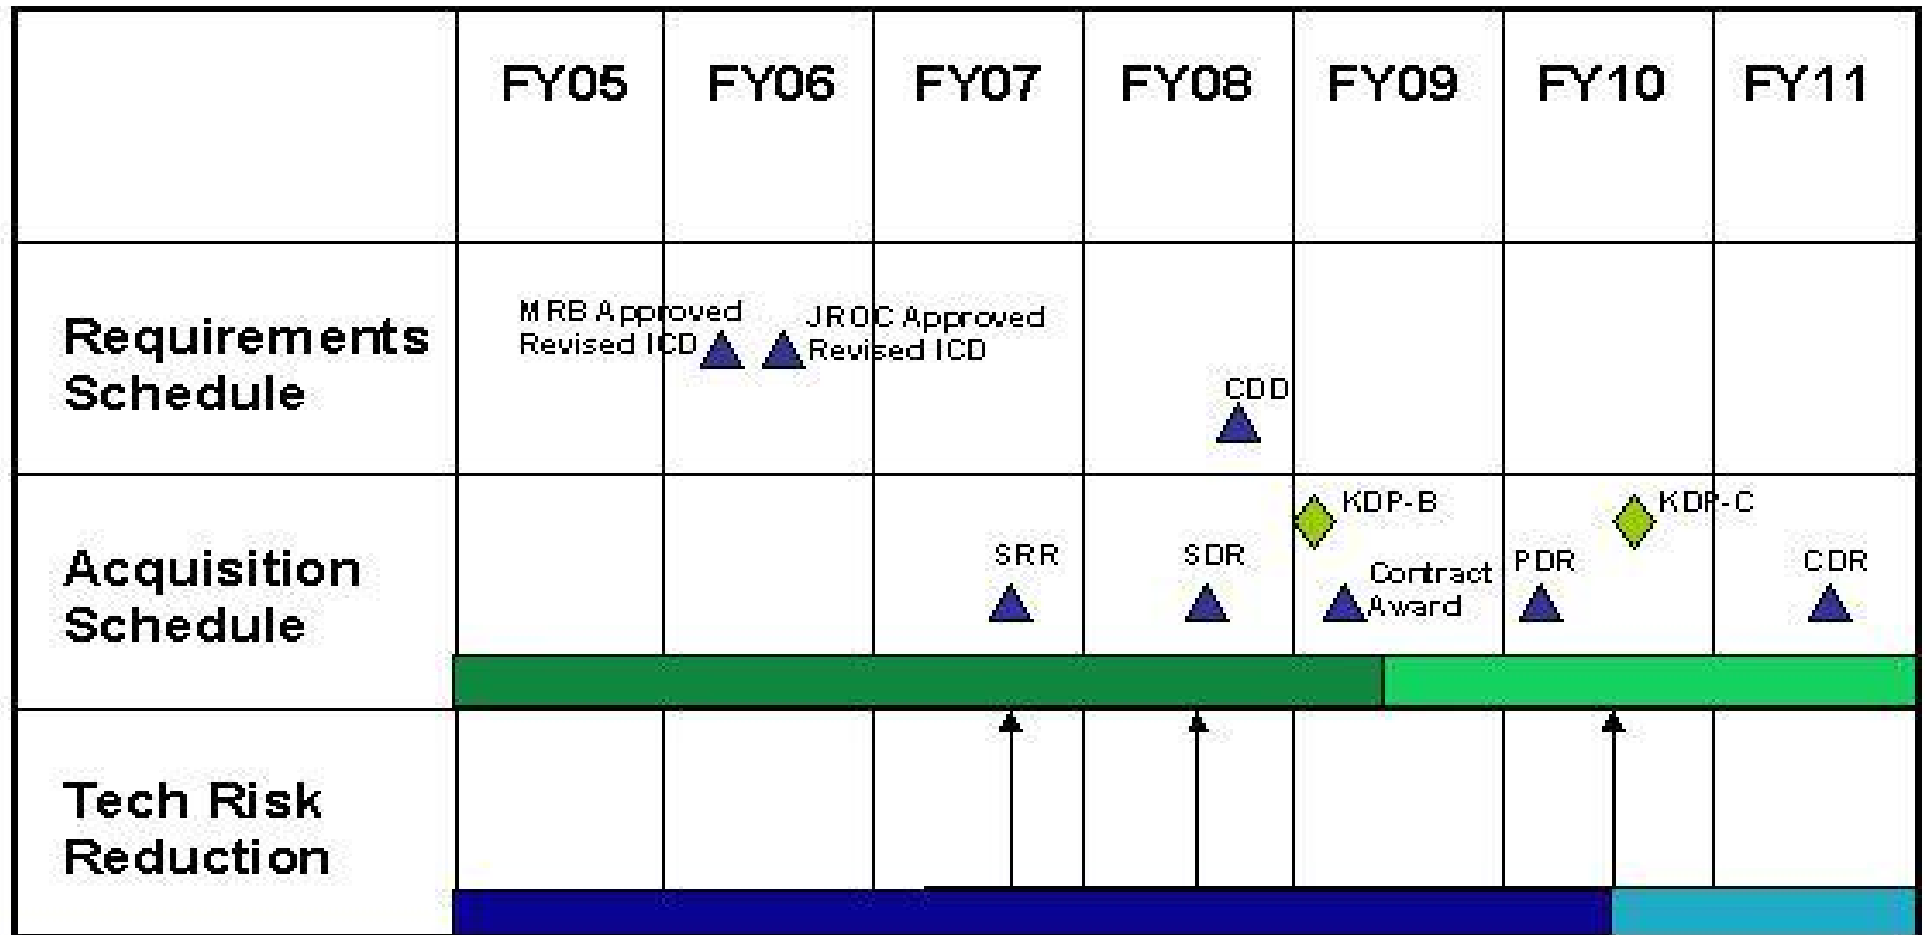 FY05 FY06 FY07 FY08 FY09 FY10 FY11
Requirements
Schedule
MRB Approved
Revised ICD
JROC Approved
Revised ICD
CDD
Acquisition
Schedule
SRR
SDR
KDP-B
Contract
Award
PDR
KDP-C
CDR
Tech Risk
Reduction